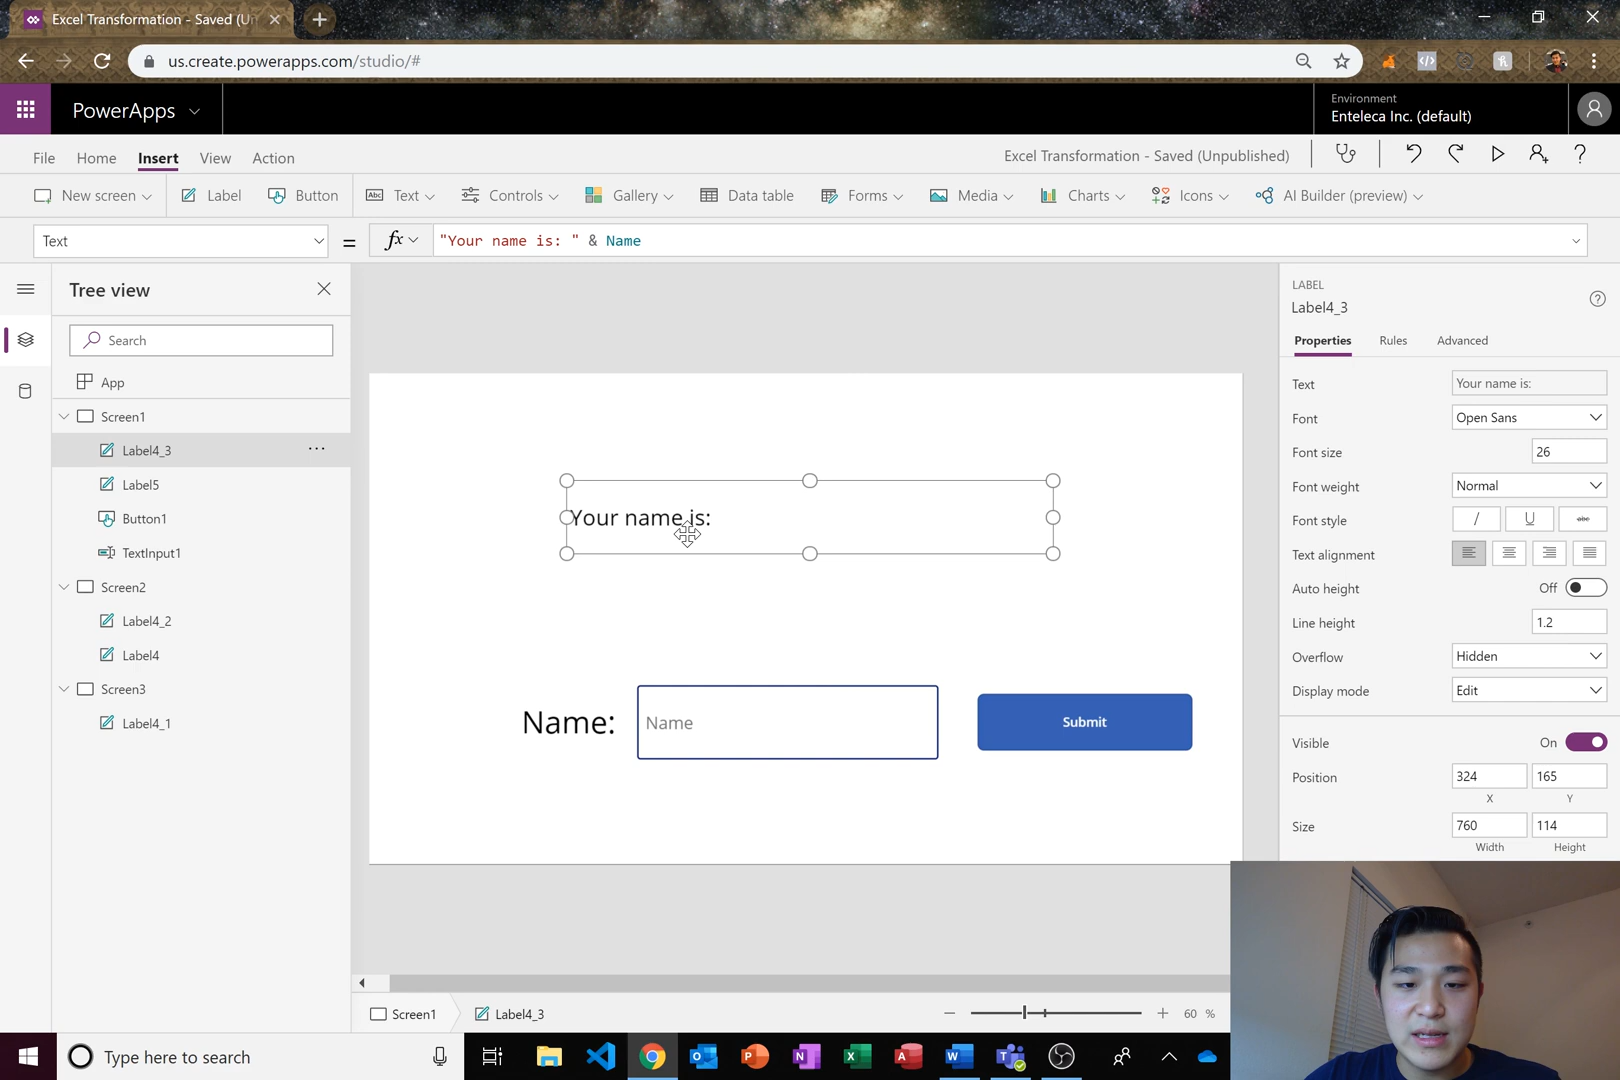 Excel Transformation - Saved (Un
us.create.powerapps.com/studio/#
PowerApps
Environment
Enteleca Inc. (default)
File Home Insert View Action
Excel Transformation - Saved (Unpublished)
New screen Label Button Text Controls Gallery Data table Forms Media Charts Icons AI Builder (preview)
Text = fx "Your name is: " & Name
Tree view
Search
App
Screen1
Label4_3
Label5
Button1
TextInput1
Screen2
Label4_2
Label4
Screen3
Label4_1
Your name is:
Name: Name Submit
LABEL
Label4_3
Properties Rules Advanced
Text Your name is:
Font Open Sans
Font size 26
Font weight Normal
Font style / U abc
Text alignment
Auto height Off
Line height 1.2
Overflow Hidden
Display mode Edit
Visible On
Position 324 165
X Y
Size 760 114
Width Height
Screen1 Label4_3 60 %
Type here to search